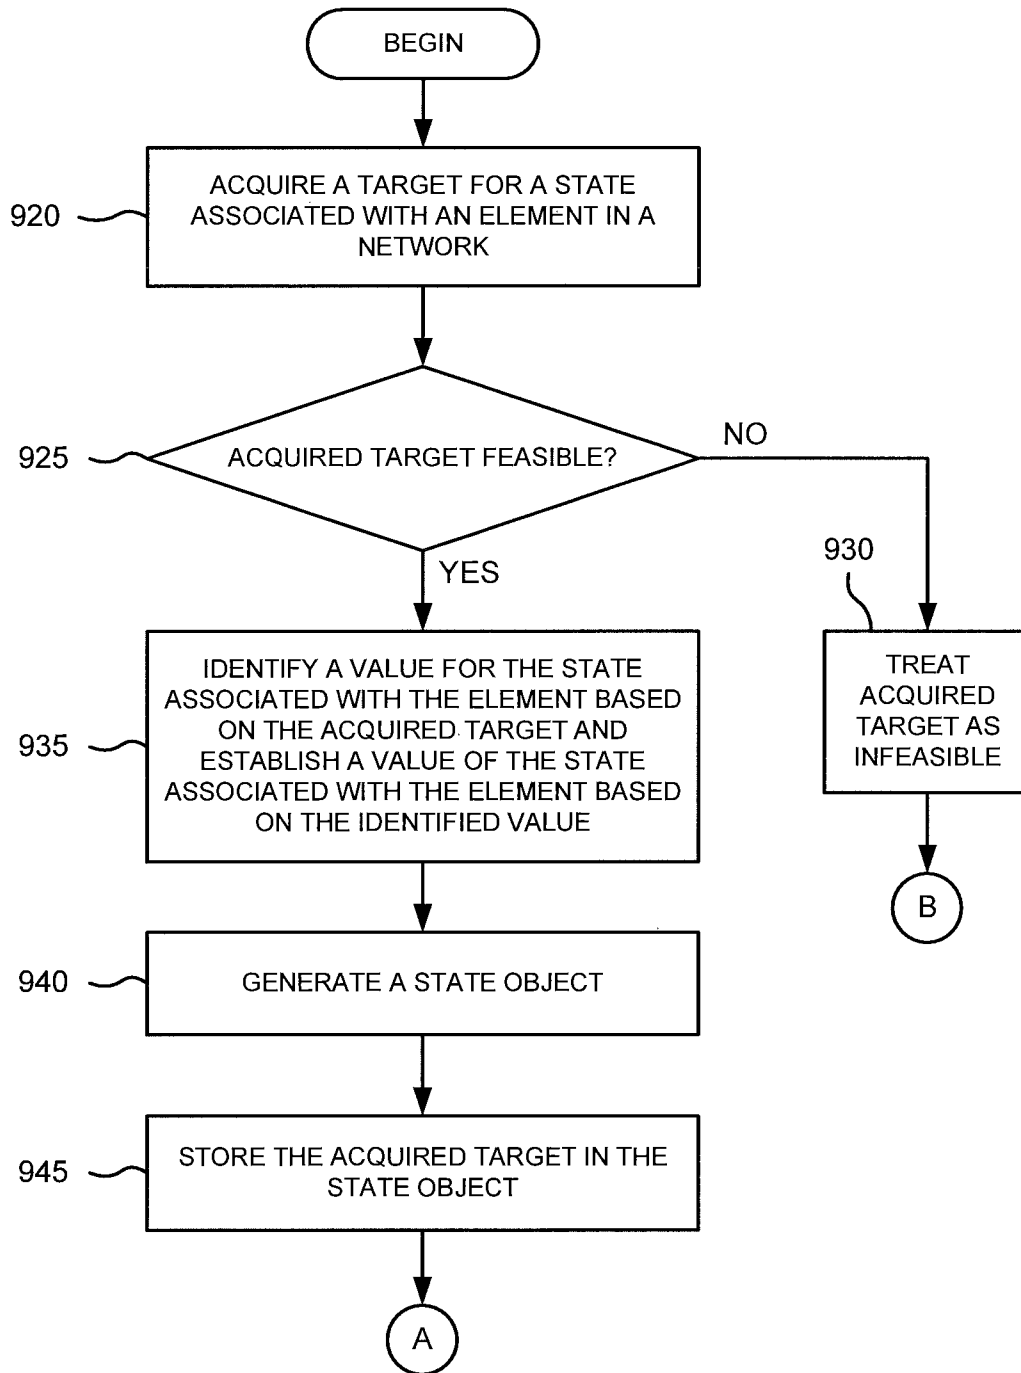 BEGIN
920
ACQUIRE A TARGET FOR A STATE
ASSOCIATED WITH AN ELEMENT IN A
NETWORK
925
ACQUIRED TARGET FEASIBLE?
NO
YES
930
TREAT
ACQUIRED
TARGET AS
INFEASIBLE
B
935
IDENTIFY A VALUE FOR THE STATE
ASSOCIATED WITH THE ELEMENT BASED
ON THE ACQUIRED TARGET AND
ESTABLISH A VALUE OF THE STATE
ASSOCIATED WITH THE ELEMENT BASED
ON THE IDENTIFIED VALUE
940
GENERATE A STATE OBJECT
945
STORE THE ACQUIRED TARGET IN THE
STATE OBJECT
A